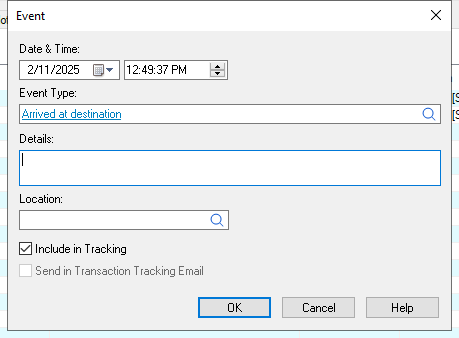 Event
Date & Time:
2/11/2025 12:49:37 PM
Event Type:
Arrived at destination
Details:
Location:
Include in Tracking
Send in Transaction Tracking Email
OK Cancel Help